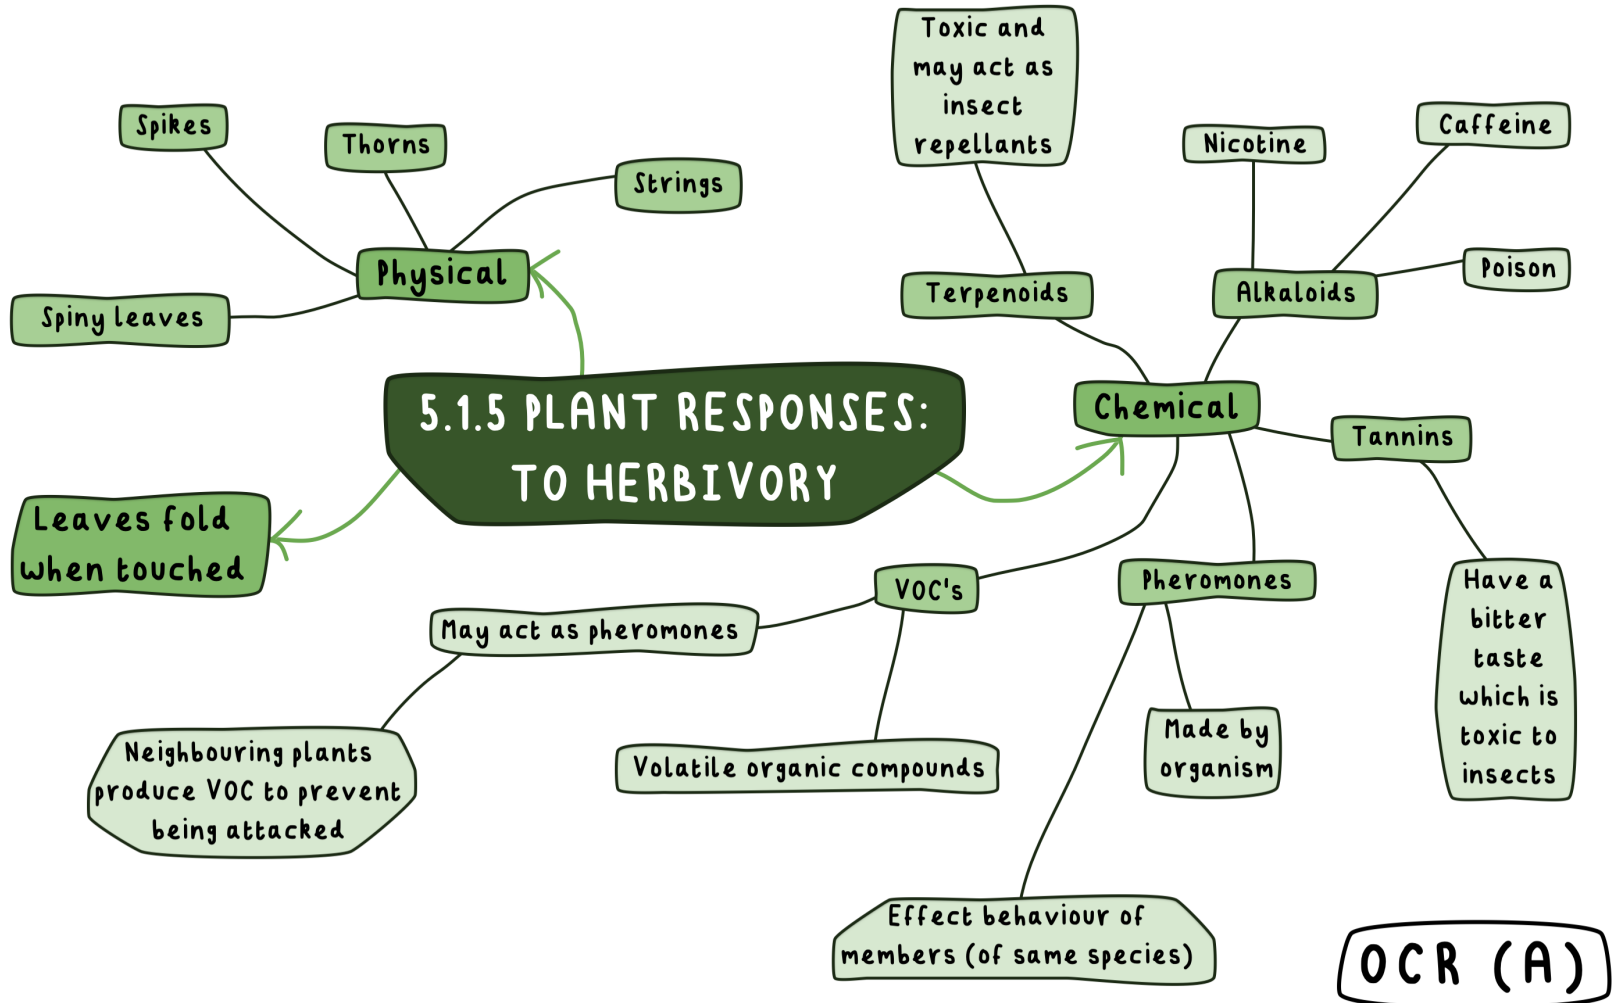 5.1.5 PLANT RESPONSES:
TO HERBIVORY
Physical
Spikes
Thorns
Strings
Spiny leaves
Leaves fold
when touched
Chemical
Terpenoids
Toxic and
may act as
insect
repellants
Alkaloids
Nicotine
Caffeine
Poison
Tannins
Have a
bitter
taste
which is
toxic to
insects
Pheromones
Made by
organism
Effect behaviour of
members (of same species)
VOC's
Volatile organic compounds
May act as pheromones
Neighbouring plants
produce VOC to prevent
being attacked
OCR (A)